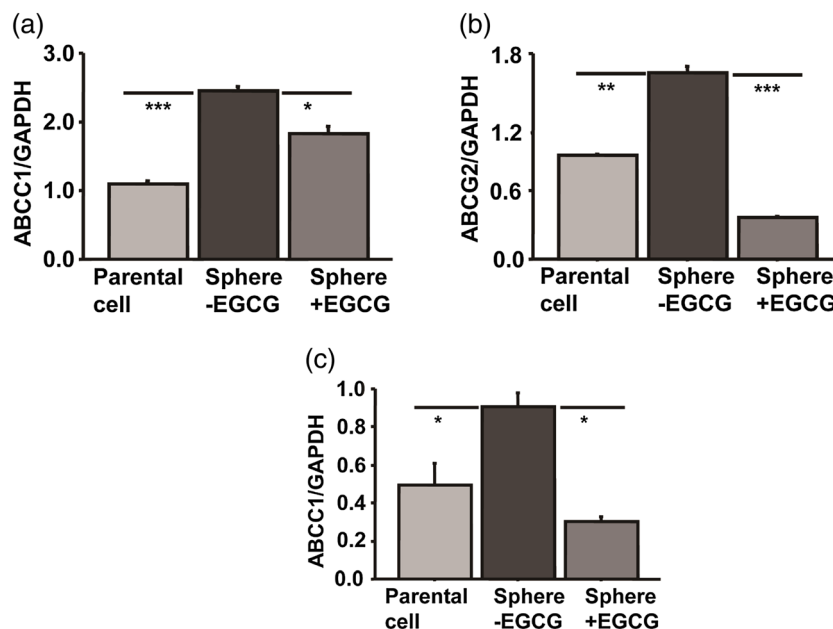 (a)
ABCC1/GAPDH
3.0
2.0
1.0
0.0
***
*
Parental Sphere Sphere
cell -EGCG +EGCG
(b)
ABCG2/GAPDH
1.8
1.2
0.6
1.0
**
***
Parental Sphere Sphere
cell -EGCG +EGCG
(c)
ABCC1/GAPDH
1.0
0.8
0.6
0.4
0.2
0.0
*
*
Parental Sphere Sphere
cell -EGCG +EGCG